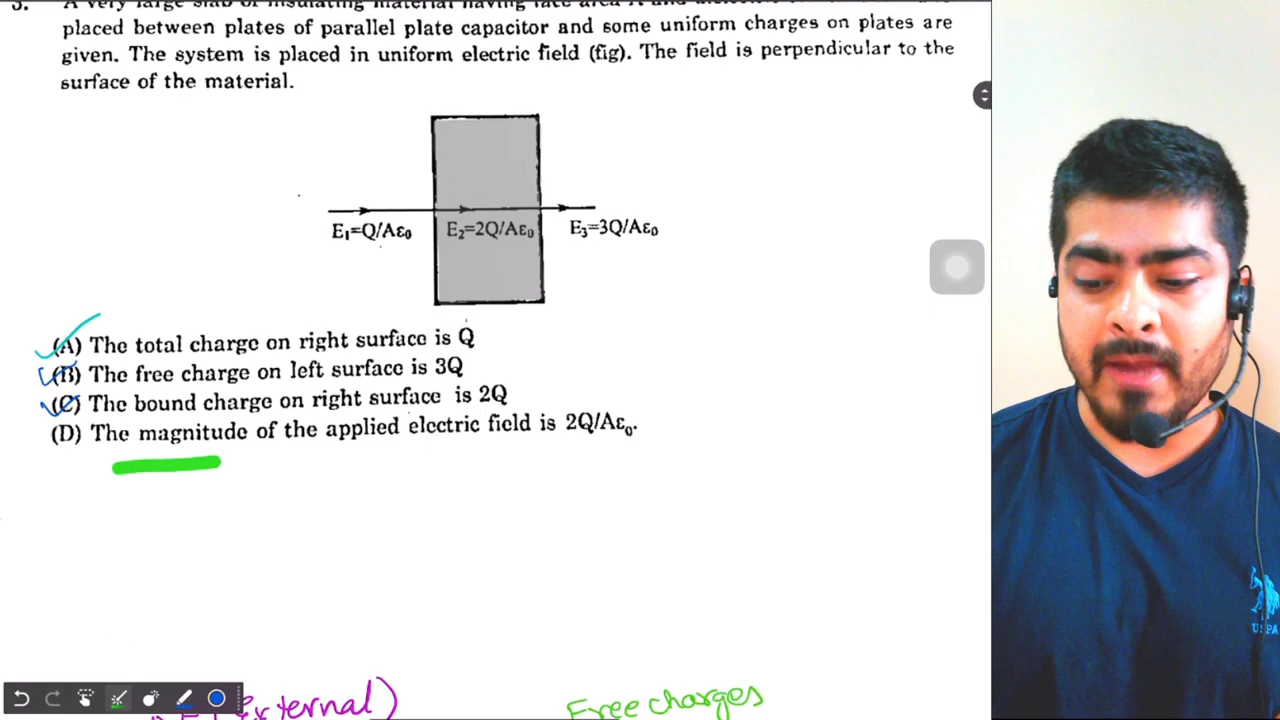 placed between plates of parallel plate capacitor and some uniform charges on plates are
given. The system is placed in uniform electric field (fig). The field is perpendicular to the
surface of the material.
E₁=Q/Aε₀ E₂=2Q/Aε₀ E₃=3Q/Aε₀
(A) The total charge on right surface is Q
(B) The free charge on left surface is 3Q
(C) The bound charge on right surface is 2Q
(D) The magnitude of the applied electric field is 2Q/Aε₀.
external)
Free charges
USPA